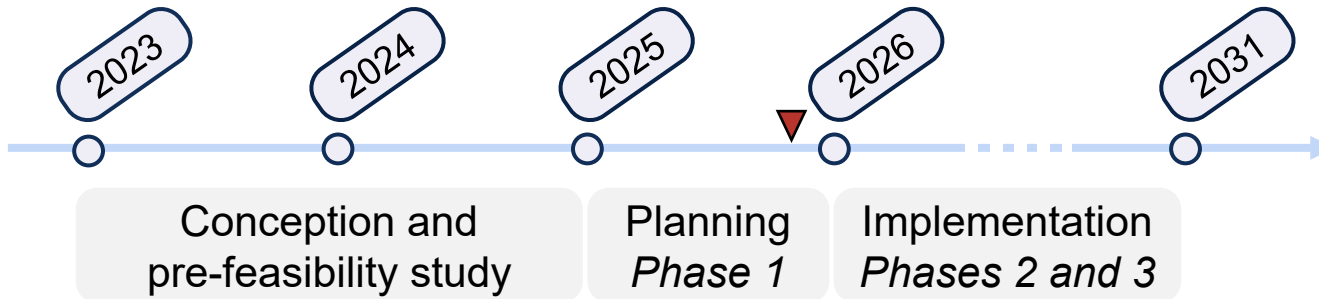 2023
2024
2025
2026
2031
Conception and
pre-feasibility study
Planning
Phase 1
Implementation
Phases 2 and 3